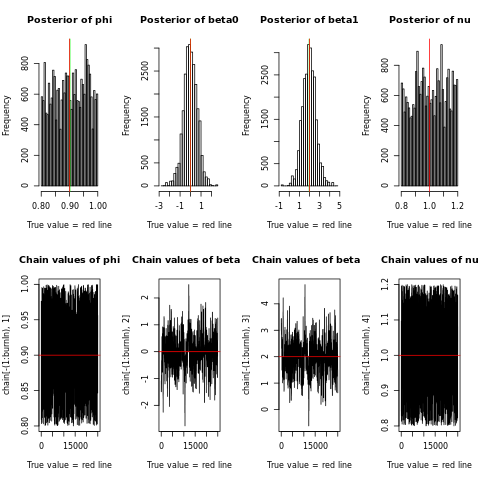 Posterior of phi
Posterior of beta0
Posterior of beta1
Posterior of nu
Frequency
0 200 400 600 800
0.80 0.90 1.00
True value = red line
Frequency
0 500 1500 2500
-3 -1 1
True value = red line
Frequency
0 500 1500 2500
-1 1 3 5
True value = red line
Frequency
0 200 400 600 800
0.8 1.0 1.2
True value = red line
Chain values of phi
Chain values of beta
Chain values of beta
Chain values of nu
chain[-(1:burnIn), 1]
0.80 0.85 0.90 0.95 1.00
0 15000
True value = red line
chain[-(1:burnIn), 2]
-2 -1 0 1 2
0 15000
True value = red line
chain[-(1:burnIn), 3]
0 1 2 3 4
0 15000
True value = red line
chain[-(1:burnIn), 4]
0.8 0.9 1.0 1.1 1.2
0 15000
True value = red line